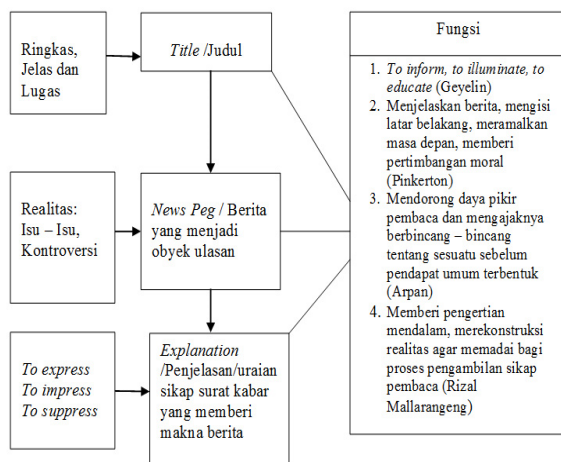 Ringkas,
Jelas dan
Lugas
Title /Judul
Realitas:
Isu – Isu,
Kontroversi
News Peg / Berita
yang menjadi
obyek ulasan
To express
To impress
To suppress
Explanation
/Penjelasan/uraian
sikap surat kabar
yang memberi
makna berita
Fungsi
1. To inform, to illuminate, to
educate (Geyelin)
2. Menjelaskan berita, mengisi
latar belakang, meramalkan
masa depan, memberi
pertimbangan moral
(Pinkerton)
3. Mendorong daya pikir
pembaca dan mengajaknya
berbincang – bincang
tentang sesuatu sebelum
pendapat umum terbentuk
(Arpan)
4. Memberi pengertian
mendalam, merekonstruksi
realitas agar memadai bagi
proses pengambilan sikap
pembaca (Rizal
Mallarangeng)